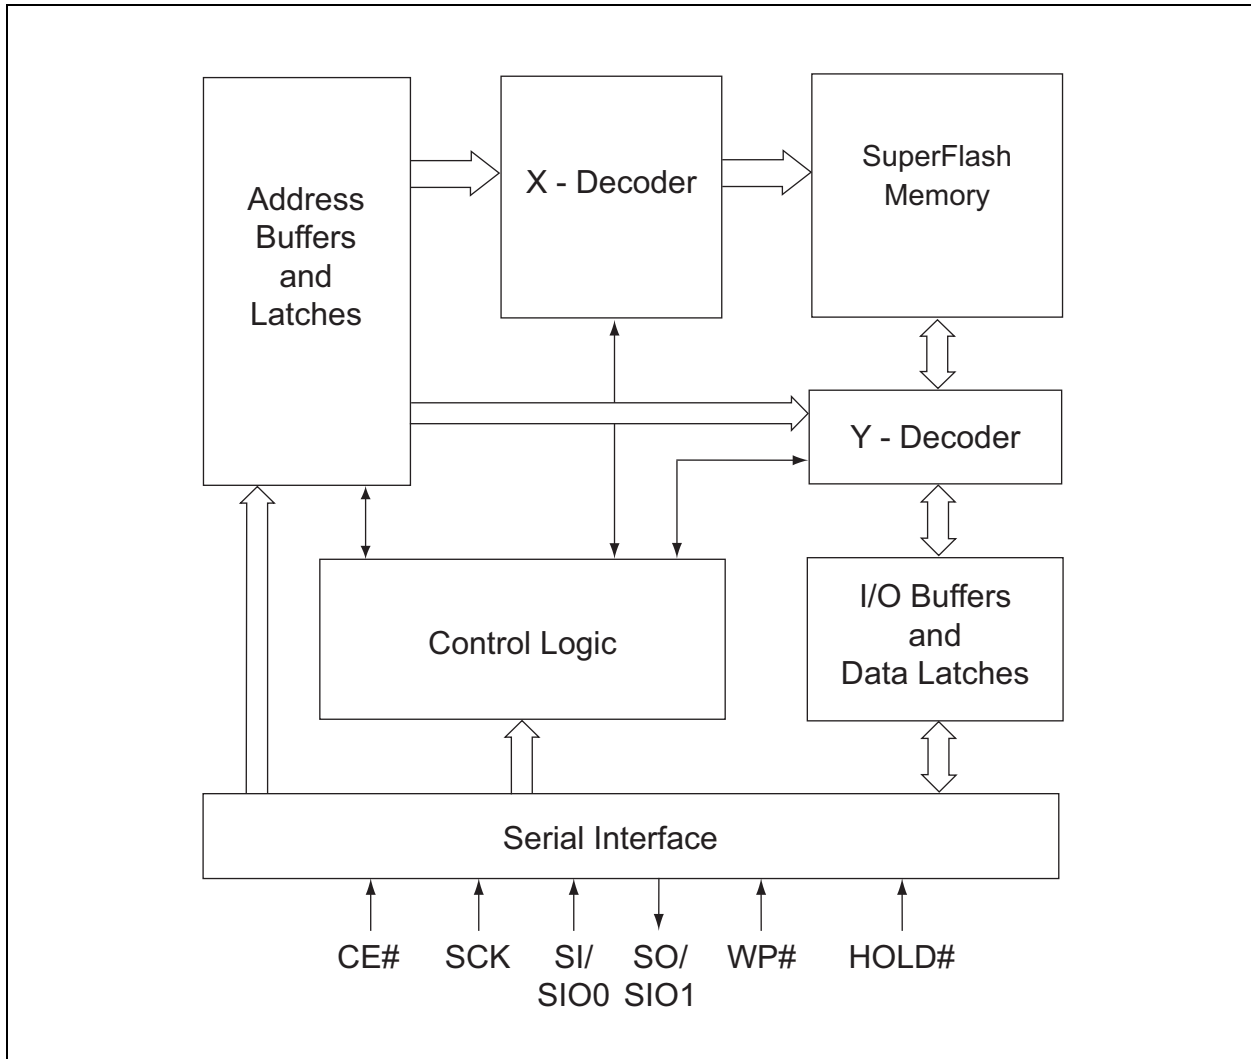 Address
Buffers
and
Latches
X - Decoder
SuperFlash
Memory
Y - Decoder
Control Logic
I/O Buffers
and
Data Latches
Serial Interface
CE#
SCK
SI/
SIO0
SO/
SIO1
WP#
HOLD#